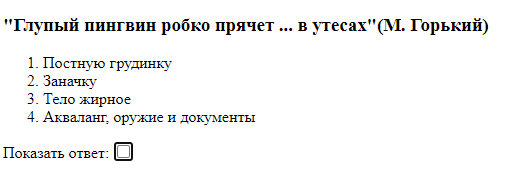 "Глупый пингвин робко прячет ... в утесах"(М. Горький)
1. Постную грудинку
2. Заначку
3. Тело жирное
4. Акваланг, оружие и документы
Показать ответ: